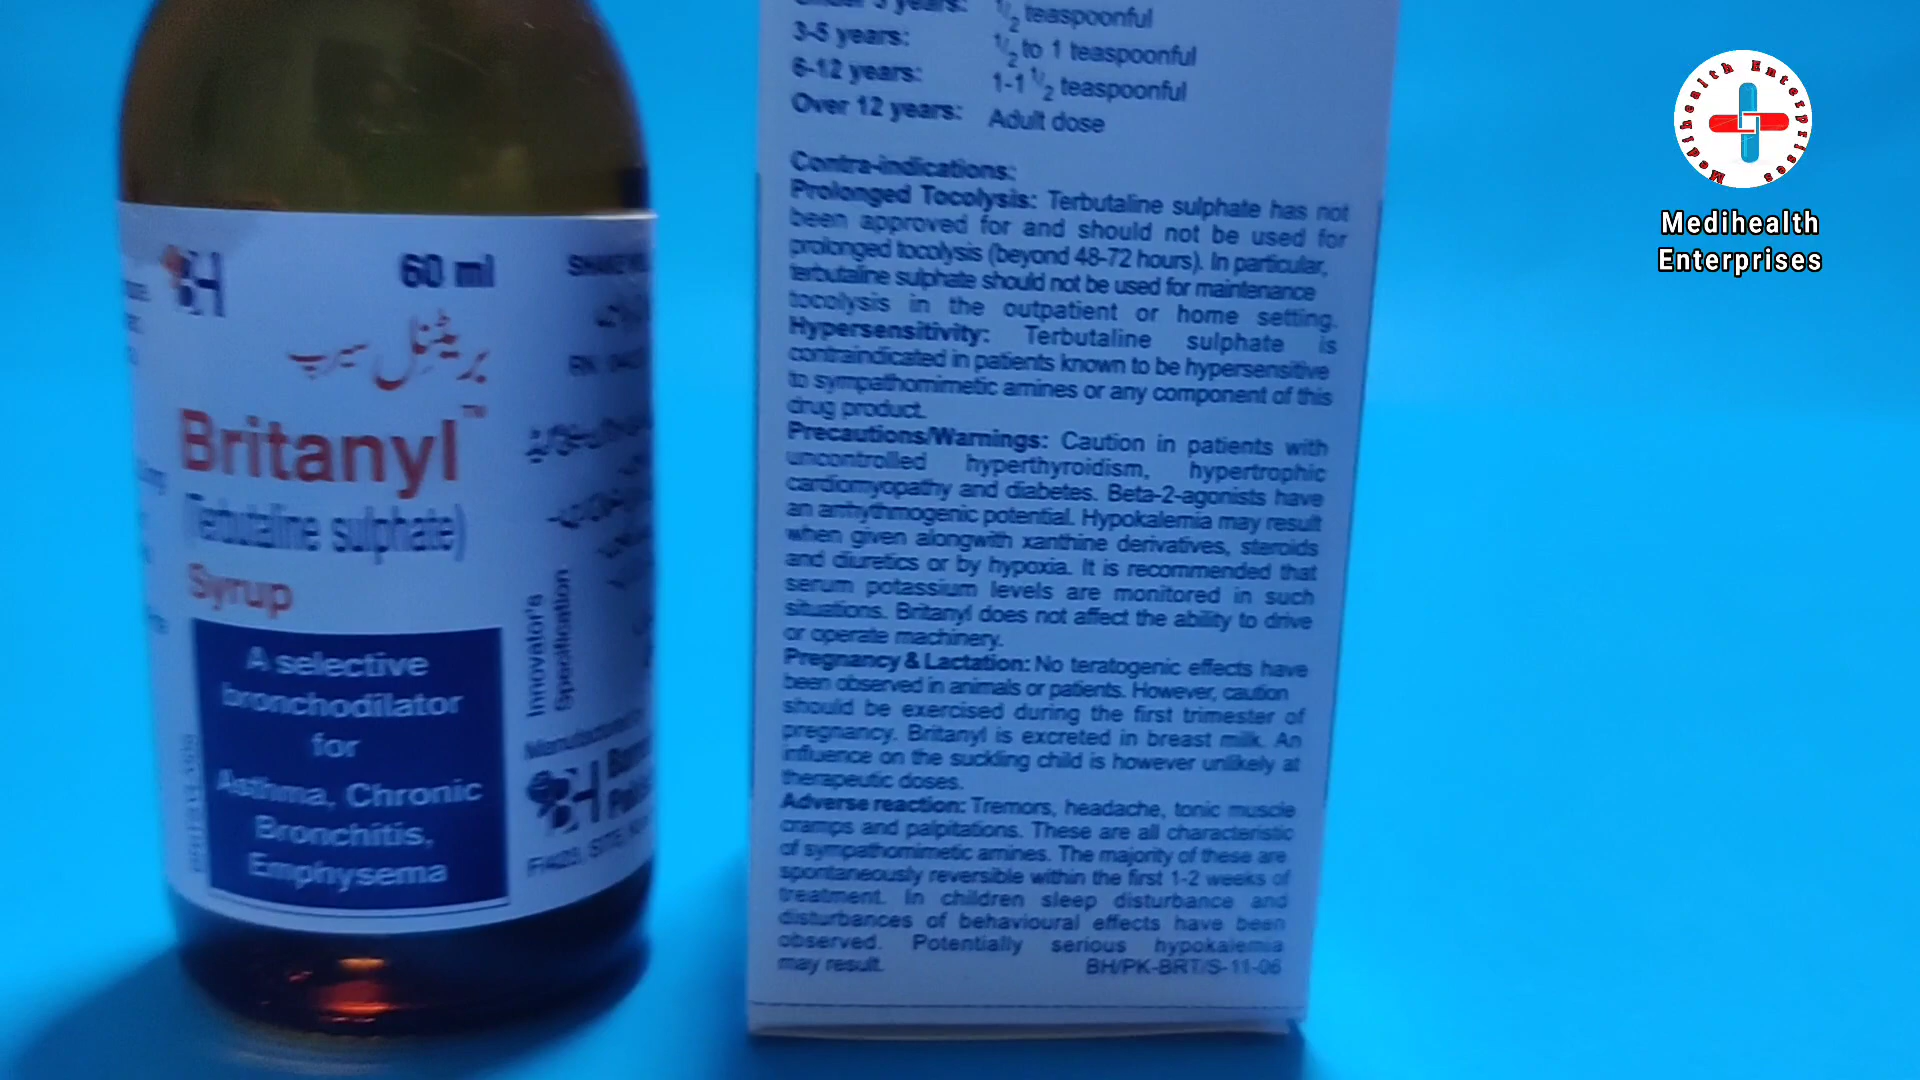 60 ml
بریٹنل سیرپ
Britanyl™
(Terbutaline sulphate)
Syrup
A selective
bronchodilator
for
Asthma, Chronic
Bronchitis,
Emphysema
Innovator's
Specification
Manufactured
years: 1/2 teaspoonful
3-5 years: 1/2 to 1 teaspoonful
6-12 years: 1-1 1/2 teaspoonful
Over 12 years: Adult dose
Contra-indications:
Prolonged Tocolysis: Terbutaline sulphate has not
been approved for and should not be used for
prolonged tocolysis (beyond 48-72 hours). In particular,
terbutaline sulphate should not be used for maintenance
tocolysis in the outpatient or home setting.
Hypersensitivity: Terbutaline sulphate is
contraindicated in patients known to be hypersensitive
to sympathomimetic amines or any component of this
drug product.
Precautions/Warnings: Caution in patients with
uncontrolled hyperthyroidism, hypertrophic
cardiomyopathy and diabetes. Beta-2-agonists have
an arrhythmogenic potential. Hypokalemia may result
when given alongwith xanthine derivatives, steroids
and diuretics or by hypoxia. It is recommended that
serum potassium levels are monitored in such
situations. Britanyl does not affect the ability to drive
or operate machinery.
Pregnancy & Lactation: No teratogenic effects have
been observed in animals or patients. However, caution
should be exercised during the first trimester of
pregnancy. Britanyl is excreted in breast milk. An
influence on the suckling child is however unlikely at
therapeutic doses.
Adverse reaction: Tremors, headache, tonic muscle
cramps and palpitations. These are all characteristic
of sympathomimetic amines. The majority of these are
spontaneously reversible within the first 1-2 weeks of
treatment. In children sleep disturbance and
disturbances of behavioural effects have been
observed. Potentially serious hypokalemia
may result. BH/PK-BRT/S-11-06
Medihealth Enterprises
Medihealth
Enterprises